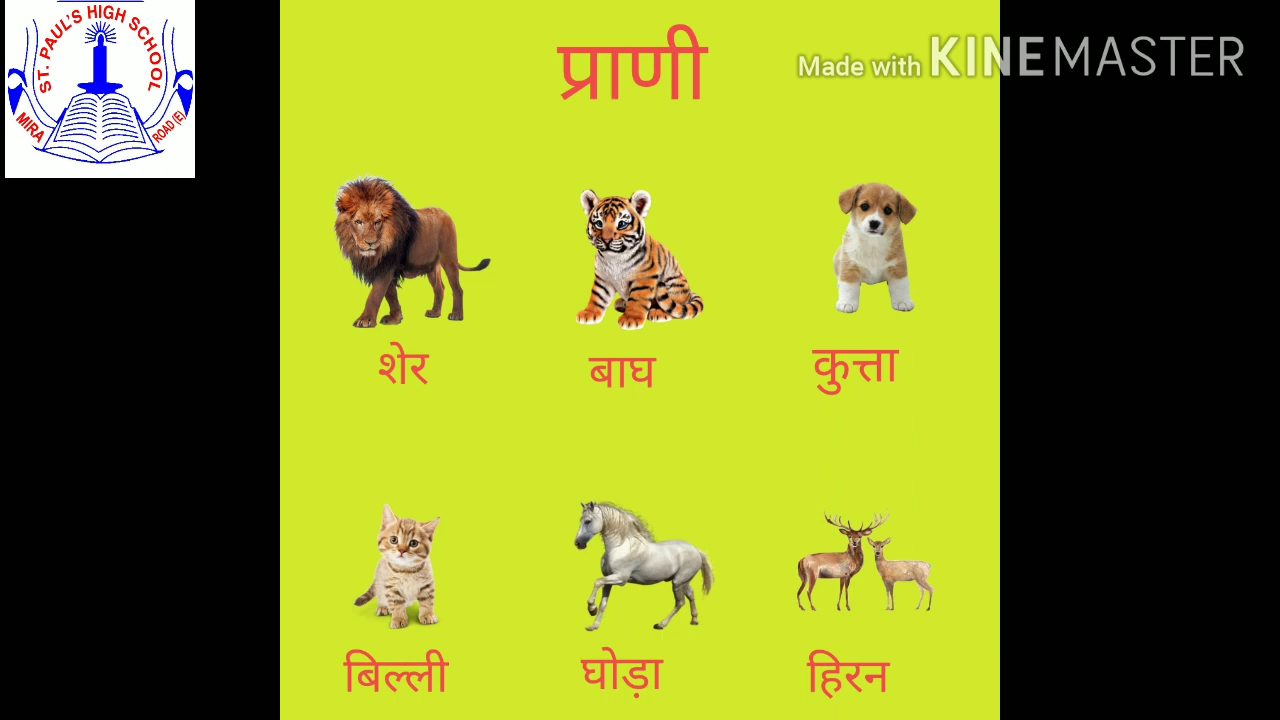 ST. PAUL'S HIGH SCHOOL
MIRA ROAD (E)
प्राणी
Made with KINEMASTER
शेर बाघ कुत्ता
बिल्ली घोड़ा हिरन